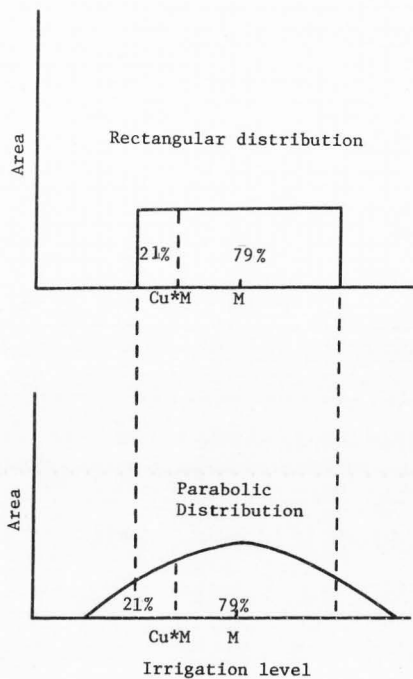 Area
Rectangular distribution
21% 79%
Cu*M M
Area
Parabolic
Distribution
21% 79%
Cu*M M
Irrigation level